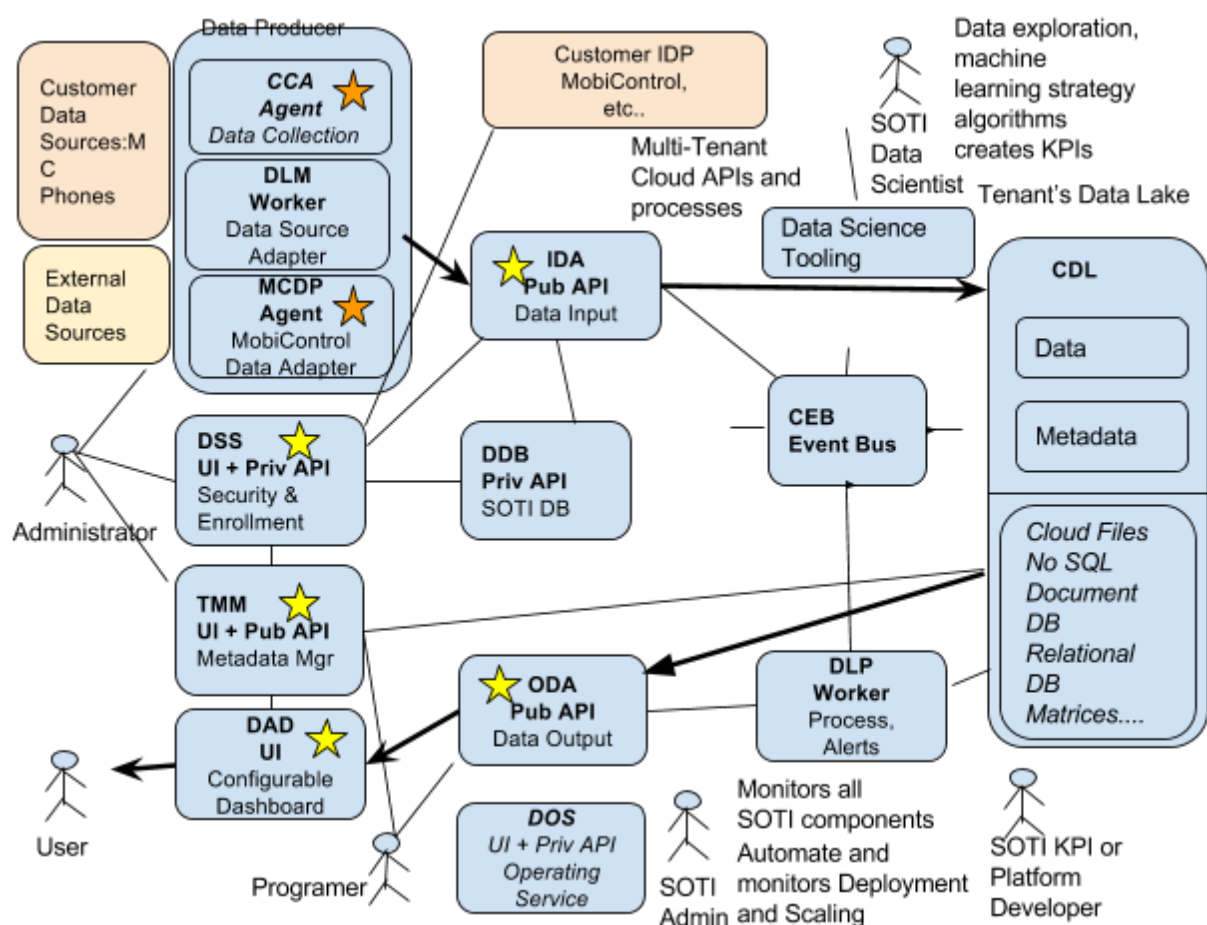 Data Producer
Customer
Data
Sources:M
C
Phones
CCA
Agent
Data Collection
DLM
Worker
Data Source
Adapter
MCDP
Agent
MobiControl
Data Adapter
External
Data
Sources
Customer IDP
MobiControl,
etc..
Multi-Tenant
Cloud APIs and
processes
SOTI
Data
Scientist
Data exploration,
machine
learning strategy
algorithms
creates KPIs
Tenant's Data Lake
Data Science
Tooling
IDA
Pub API
Data Input
CDL
Data
Metadata
Cloud Files
No SQL
Document
DB
Relational
DB
Matrices....
CEB
Event Bus
Administrator
DSS
UI + Priv API
Security &
Enrollment
DDB
Priv API
SOTI DB
TMM
UI + Pub API
Metadata Mgr
ODA
Pub API
Data Output
DLP
Worker
Process,
Alerts
DAD
UI
Configurable
Dashboard
User
Programer
DOS
UI + Priv API
Operating
Service
SOTI
Admin
Monitors all
SOTI components
Automate and
monitors Deployment
and Scaling
SOTI KPI or
Platform
Developer